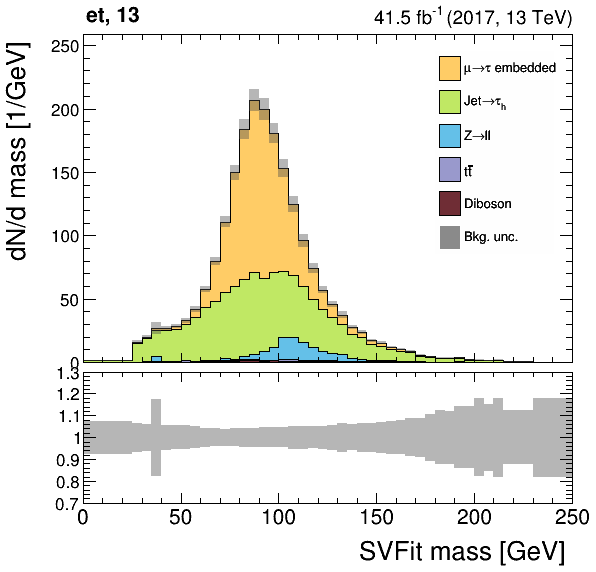 et, 13
41.5 fb⁻¹ (2017, 13 TeV)
dN/d mass [1/GeV]
250
200
150
100
50
0
μ→τ embedded
Jet→τₕ
Z→ll
tt̄
Diboson
Bkg. unc.
1.3
1.2
1.1
1
0.9
0.8
0.7
0 50 100 150 200 250
SVFit mass [GeV]